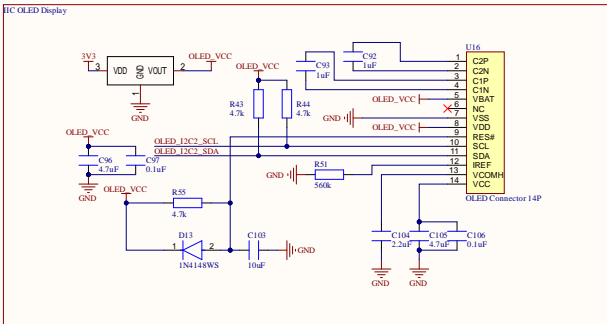 IIC OLED Display
3V3
3 VDD GND VOUT 2
OLED_VCC
1
GND
OLED_VCC
R43
4.7k
R44
4.7k
C93
1uF
C92
1uF
U16
1 C2P
2 C2N
3 C1P
4 C1N
OLED_VCC 5 VBAT
6 NC
GND 7 VSS
OLED_VCC 8 VDD
9 RES#
10 SCL
11 SDA
12 IREF
13 VCOMH
14 VCC
OLED Connector 14P
OLED_VCC
OLED_I2C2_SCL
OLED_I2C2_SDA
C96
4.7uF
C97
0.1uF
GND
GND
R51
560k
OLED_VCC
R55
4.7k
D13
1 2
1N4148WS
C103
10uF
GND
C104
2.2uF
C105
4.7uF
C106
0.1uF
GND
GND